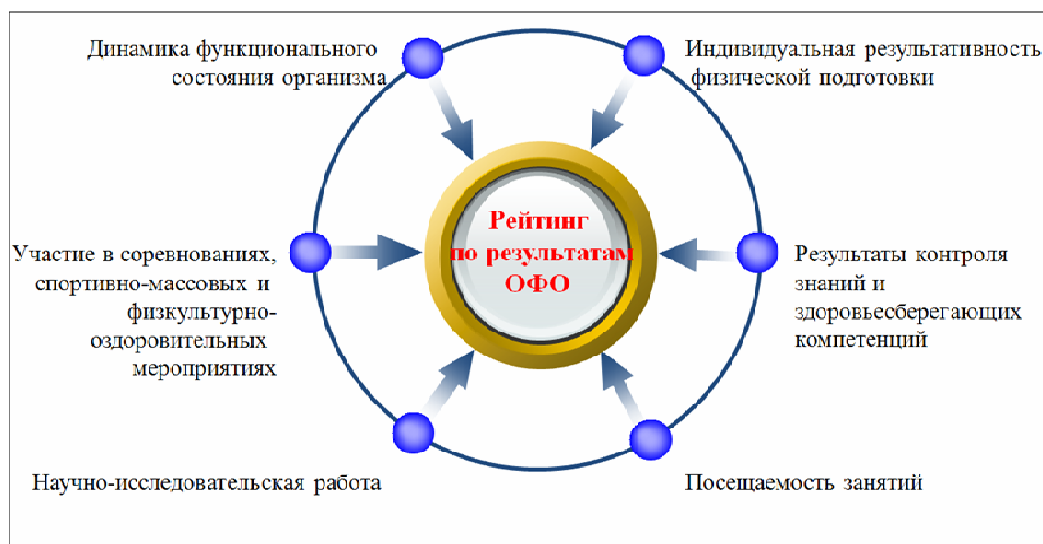 Динамика функционального
состояния организма
Индивидуальная результативность
физической подготовки
Рейтинг
по результатам
ОФО
Участие в соревнованиях,
спортивно-массовых и
физкультурно-
оздоровительных
мероприятиях
Результаты контроля
знаний и
здоровьесберегающих
компетенций
Научно-исследовательская работа
Посещаемость занятий